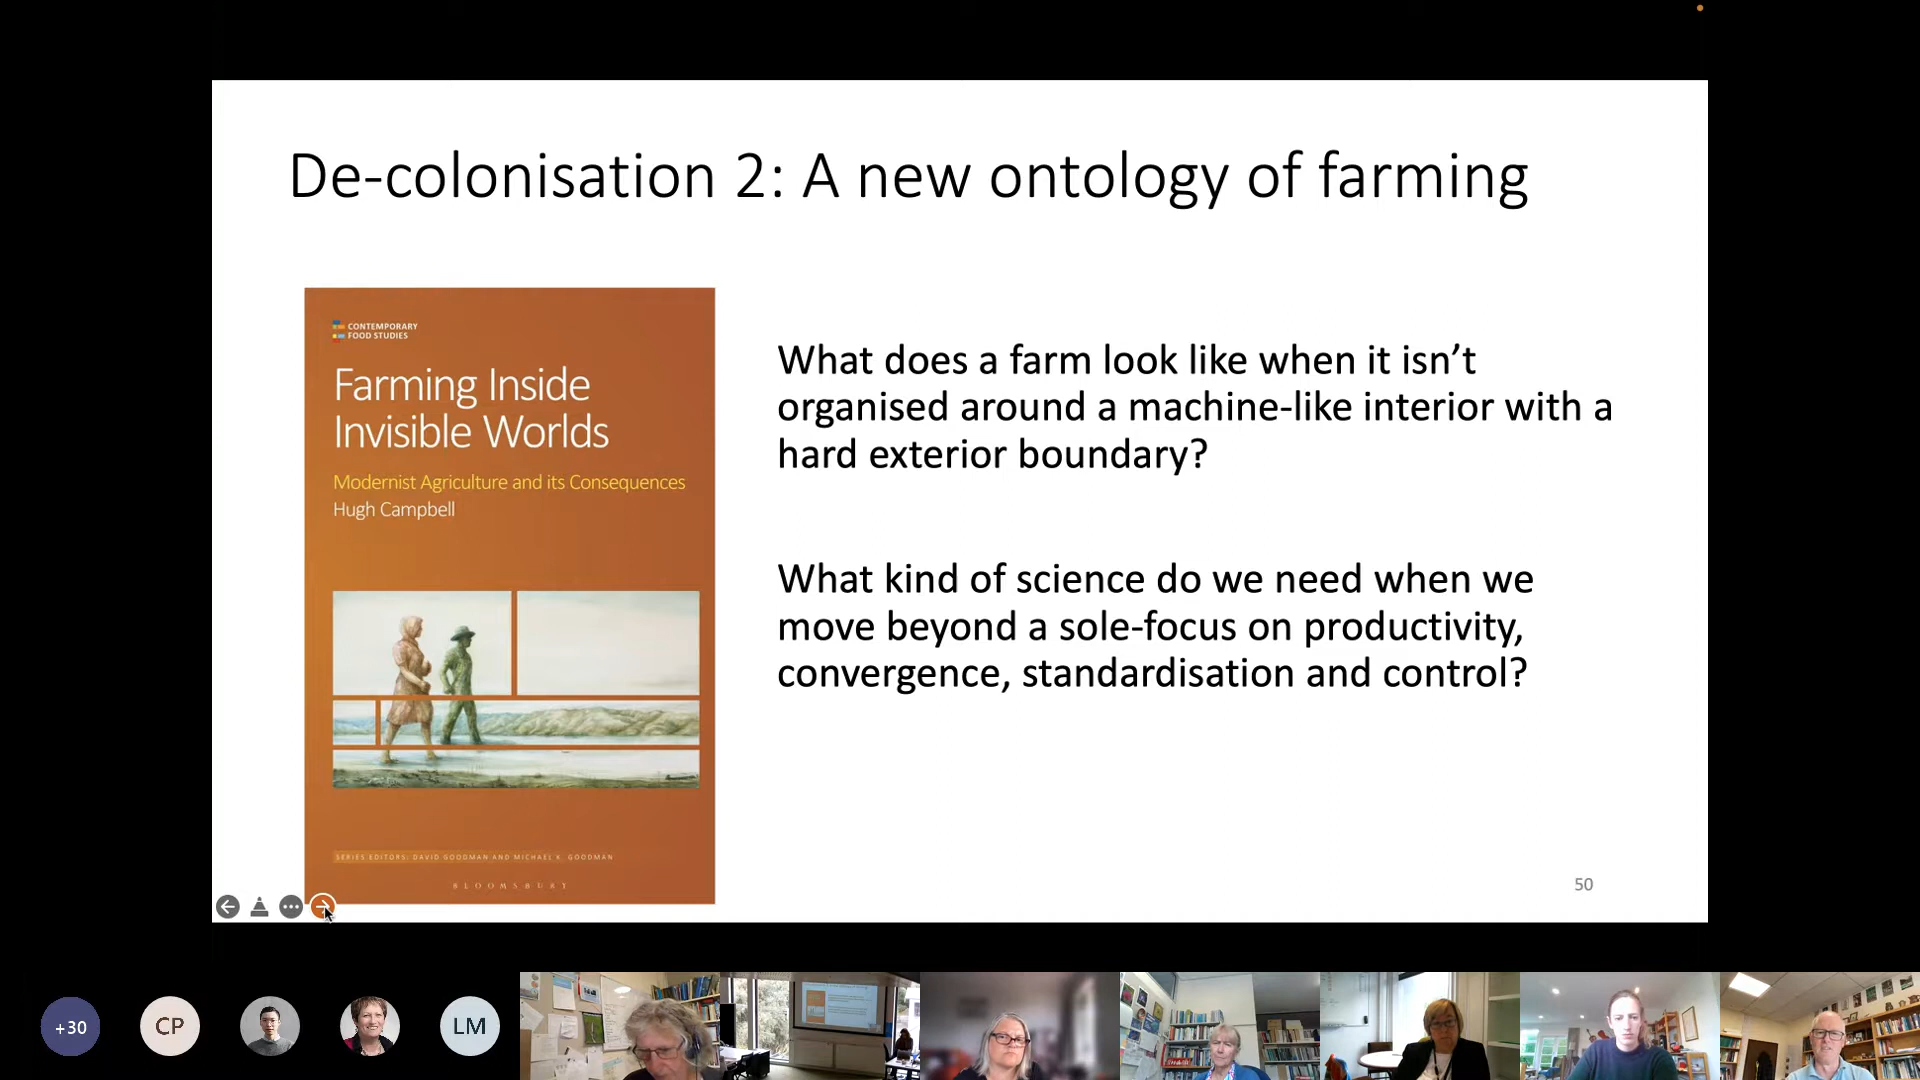 De-colonisation 2: A new ontology of farming
CONTEMPORARY
FOOD STUDIES
Farming Inside
Invisible Worlds
Modernist Agriculture and its Consequences
Hugh Campbell
SERIES EDITORS: DAVID GOODMAN AND MICHAEL K. GOODMAN
BLOOMSBURY
What does a farm look like when it isn’t
organised around a machine-like interior with a
hard exterior boundary?
What kind of science do we need when we
move beyond a sole-focus on productivity,
convergence, standardisation and control?
50
+30
CP
LM